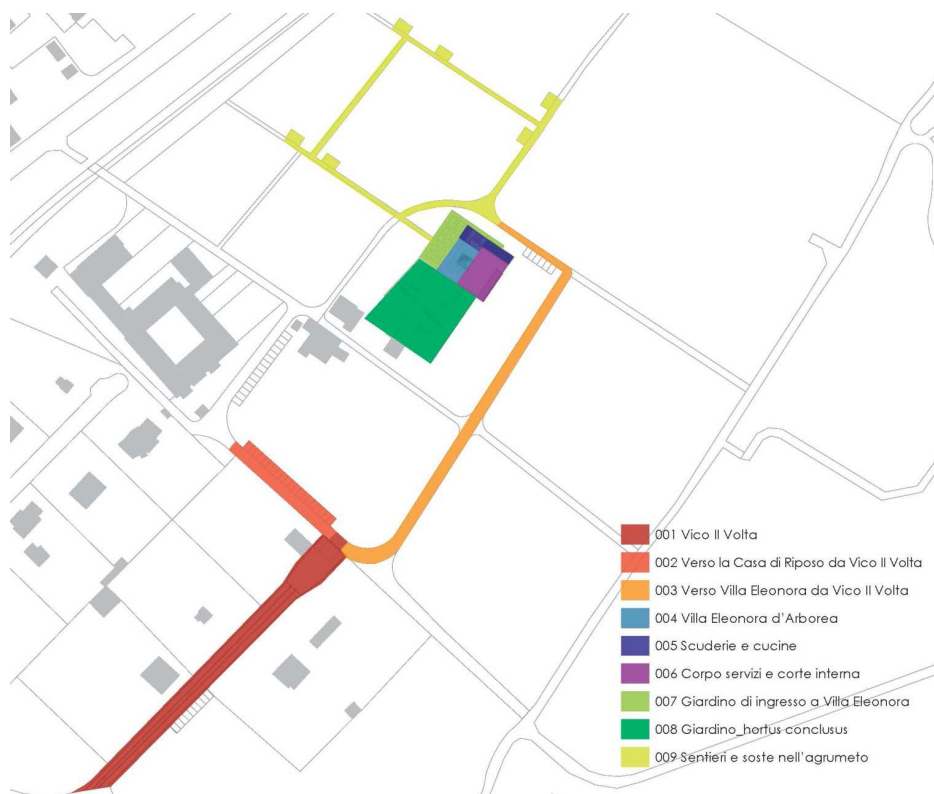 001 Vico II Volta
002 Verso la Casa di Riposo da Vico II Volta
003 Verso Villa Eleonora da Vico II Volta
004 Villa Eleonora d'Arborea
005 Scuderie e cucine
006 Corpo servizi e corte interna
007 Giardino di ingresso a Villa Eleonora
008 Giardino_hortus conclusus
009 Sentieri e soste nell'agrumeto